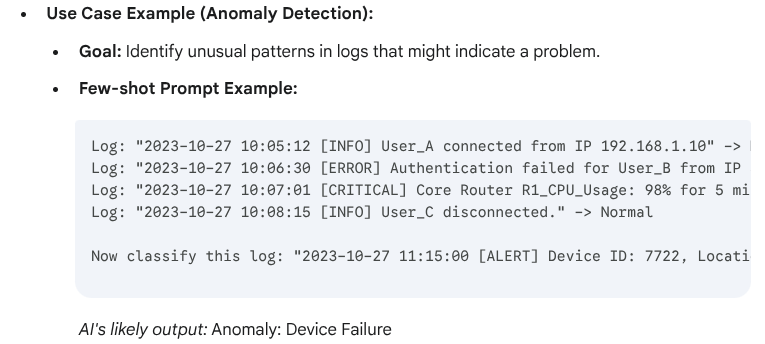 Use Case Example (Anomaly Detection):
Goal: Identify unusual patterns in logs that might indicate a problem.
Few-shot Prompt Example:
Log: "2023-10-27 10:05:12 [INFO] User_A connected from IP 192.168.1.10" ->
Log: "2023-10-27 10:06:30 [ERROR] Authentication failed for User_B from IP
Log: "2023-10-27 10:07:01 [CRITICAL] Core Router R1_CPU_Usage: 98% for 5 mi
Log: "2023-10-27 10:08:15 [INFO] User_C disconnected." -> Normal
Now classify this log: "2023-10-27 11:15:00 [ALERT] Device ID: 7722, Locati
AI's likely output: Anomaly: Device Failure